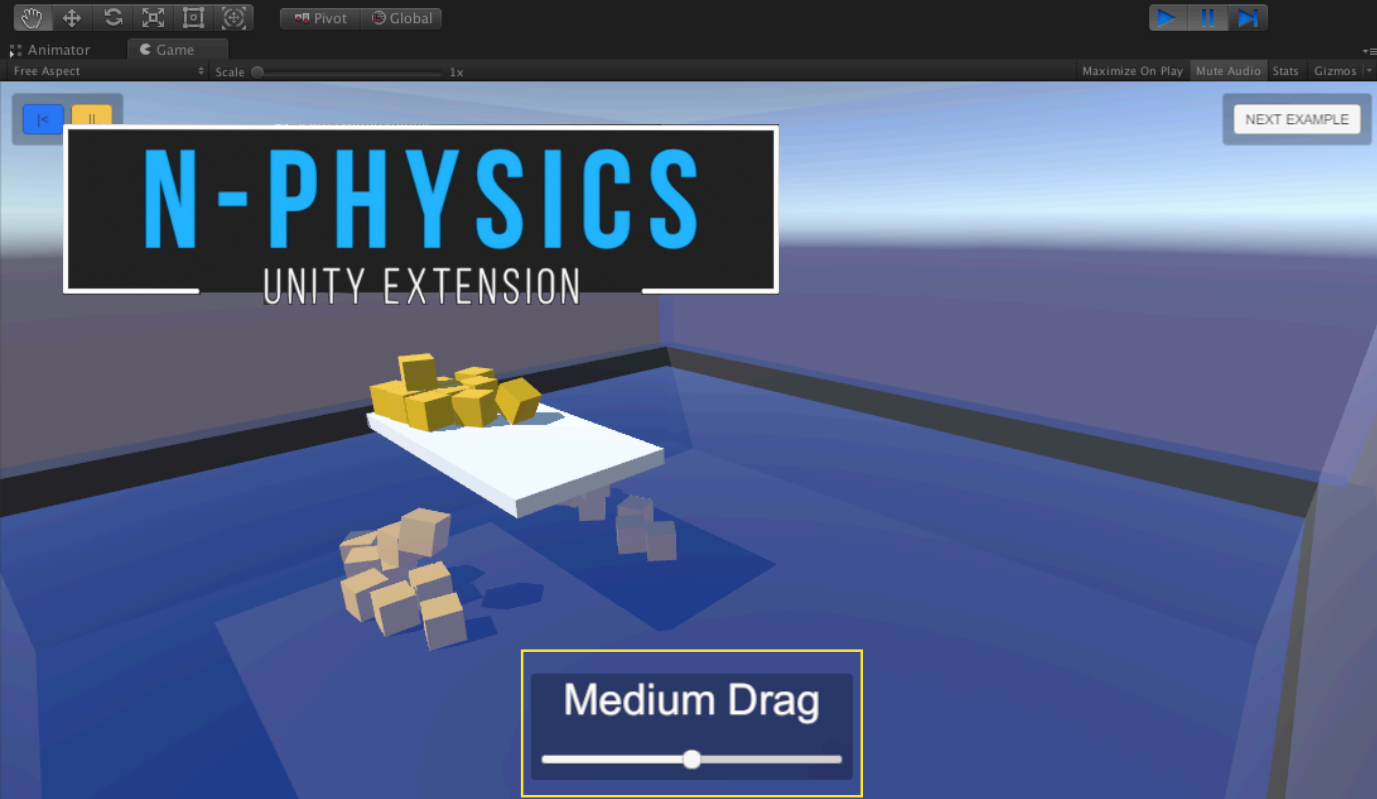 Pivot Global
Animator Game
Free Aspect Scale 1x Maximize On Play Mute Audio Stats Gizmos
|< || NEXT EXAMPLE
N-PHYSICS
UNITY EXTENSION
Medium Drag